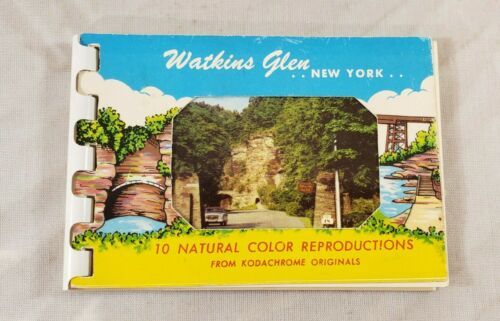 Watkins Glen
.. NEW YORK ..
10 NATURAL COLOR REPRODUCTIONS
FROM KODACHROME ORIGINALS